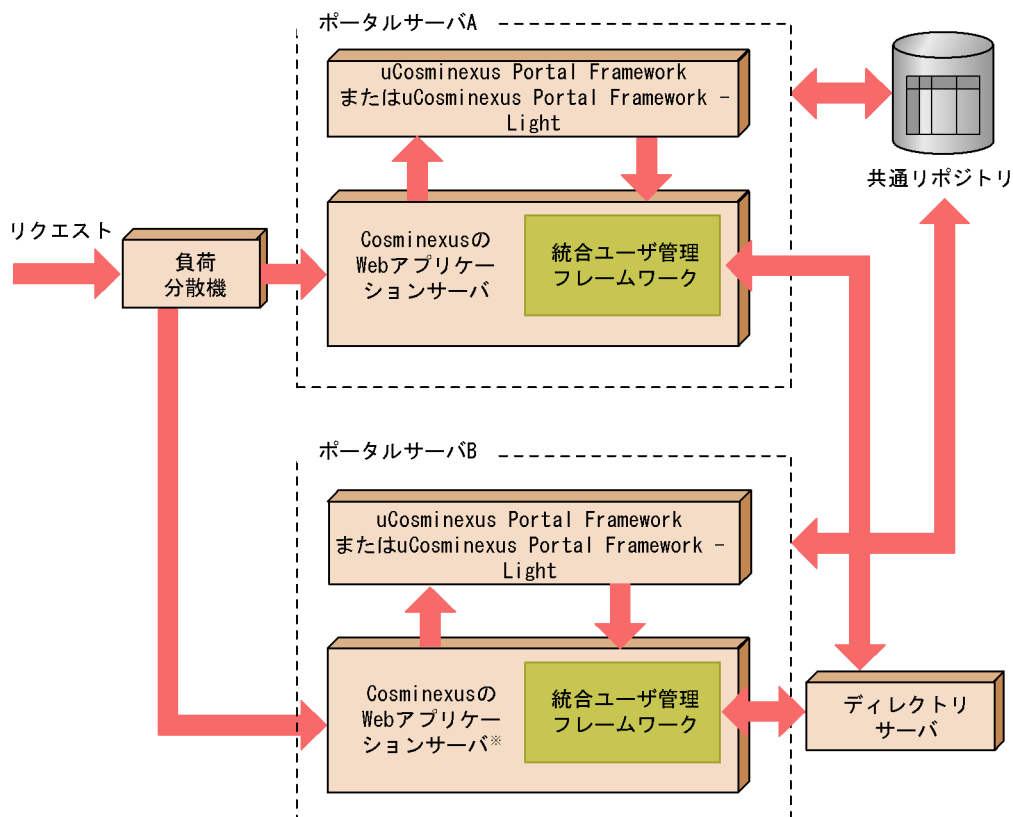 ポータルサーバA
uCosminexus Portal Framework
またはuCosminexus Portal Framework -
Light
共通リポジトリ
リクエスト
負荷
分散機
Cosminexusの
Webアプリケー
ションサーバ
統合ユーザ管理
フレームワーク
ポータルサーバB
uCosminexus Portal Framework
またはuCosminexus Portal Framework -
Light
Cosminexusの
Webアプリケー
ションサーバ※
統合ユーザ管理
フレームワーク
ディレクトリ
サーバ